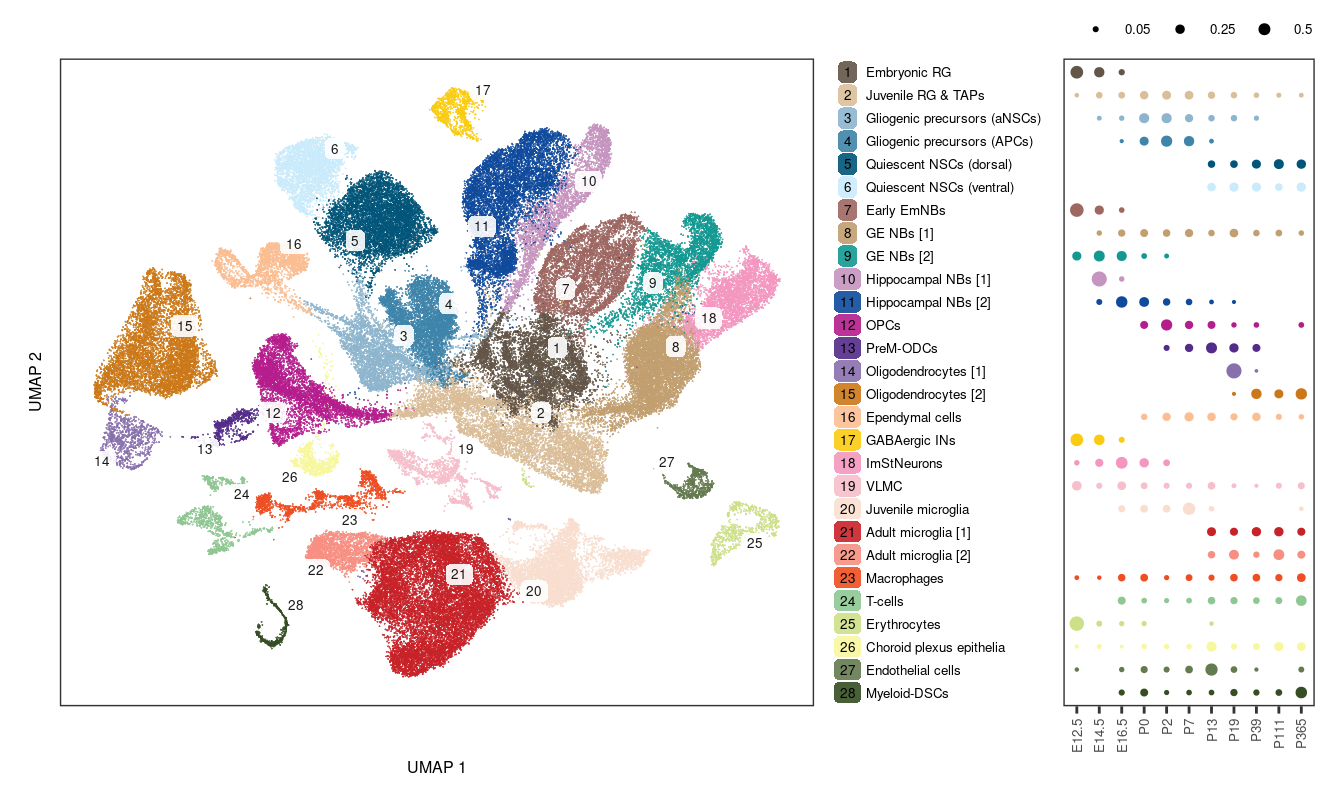 0.05 0.25 0.5
UMAP 2
17
6
10
16
5
11
7
9
4
15
18
3
1
8
2
12
13
14
19
26
27
24
23
25
22
21
20
28
UMAP 1
1 Embryonic RG
2 Juvenile RG & TAPs
3 Gliogenic precursors (aNSCs)
4 Gliogenic precursors (APCs)
5 Quiescent NSCs (dorsal)
6 Quiescent NSCs (ventral)
7 Early EmNBs
8 GE NBs [1]
9 GE NBs [2]
10 Hippocampal NBs [1]
11 Hippocampal NBs [2]
12 OPCs
13 PreM-ODCs
14 Oligodendrocytes [1]
15 Oligodendrocytes [2]
16 Ependymal cells
17 GABAergic INs
18 ImStNeurons
19 VLMC
20 Juvenile microglia
21 Adult microglia [1]
22 Adult microglia [2]
23 Macrophages
24 T-cells
25 Erythrocytes
26 Choroid plexus epithelia
27 Endothelial cells
28 Myeloid-DSCs
E12.5
E14.5
E16.5
P0
P2
P7
P13
P19
P39
P111
P365